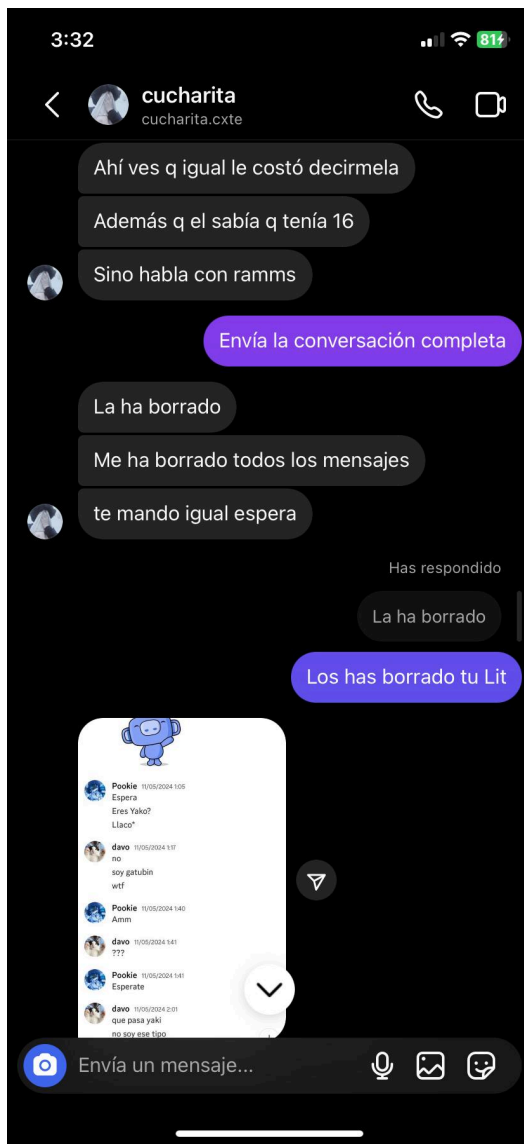 3:32
81
cucharita
cucharita.cxte
Ahí ves q igual le costó decirmela
Además q el sabía q tenía 16
Sino habla con ramms
Envía la conversación completa
La ha borrado
Me ha borrado todos los mensajes
te mando igual espera
Has respondido
La ha borrado
Los has borrado tu Lit
Pookie 11/05/2024 1:05
Espera
Eres Yako?
Llaco*
davo 11/05/2024 1:17
no
soy gatubin
wtf
Pookie 11/05/2024 1:40
Amm
davo 11/05/2024 1:41
???
Pookie 11/05/2024 1:41
Esperate
davo 11/05/2024 2:01
que pasa yaki
no soy ese tipo
Envía un mensaje...